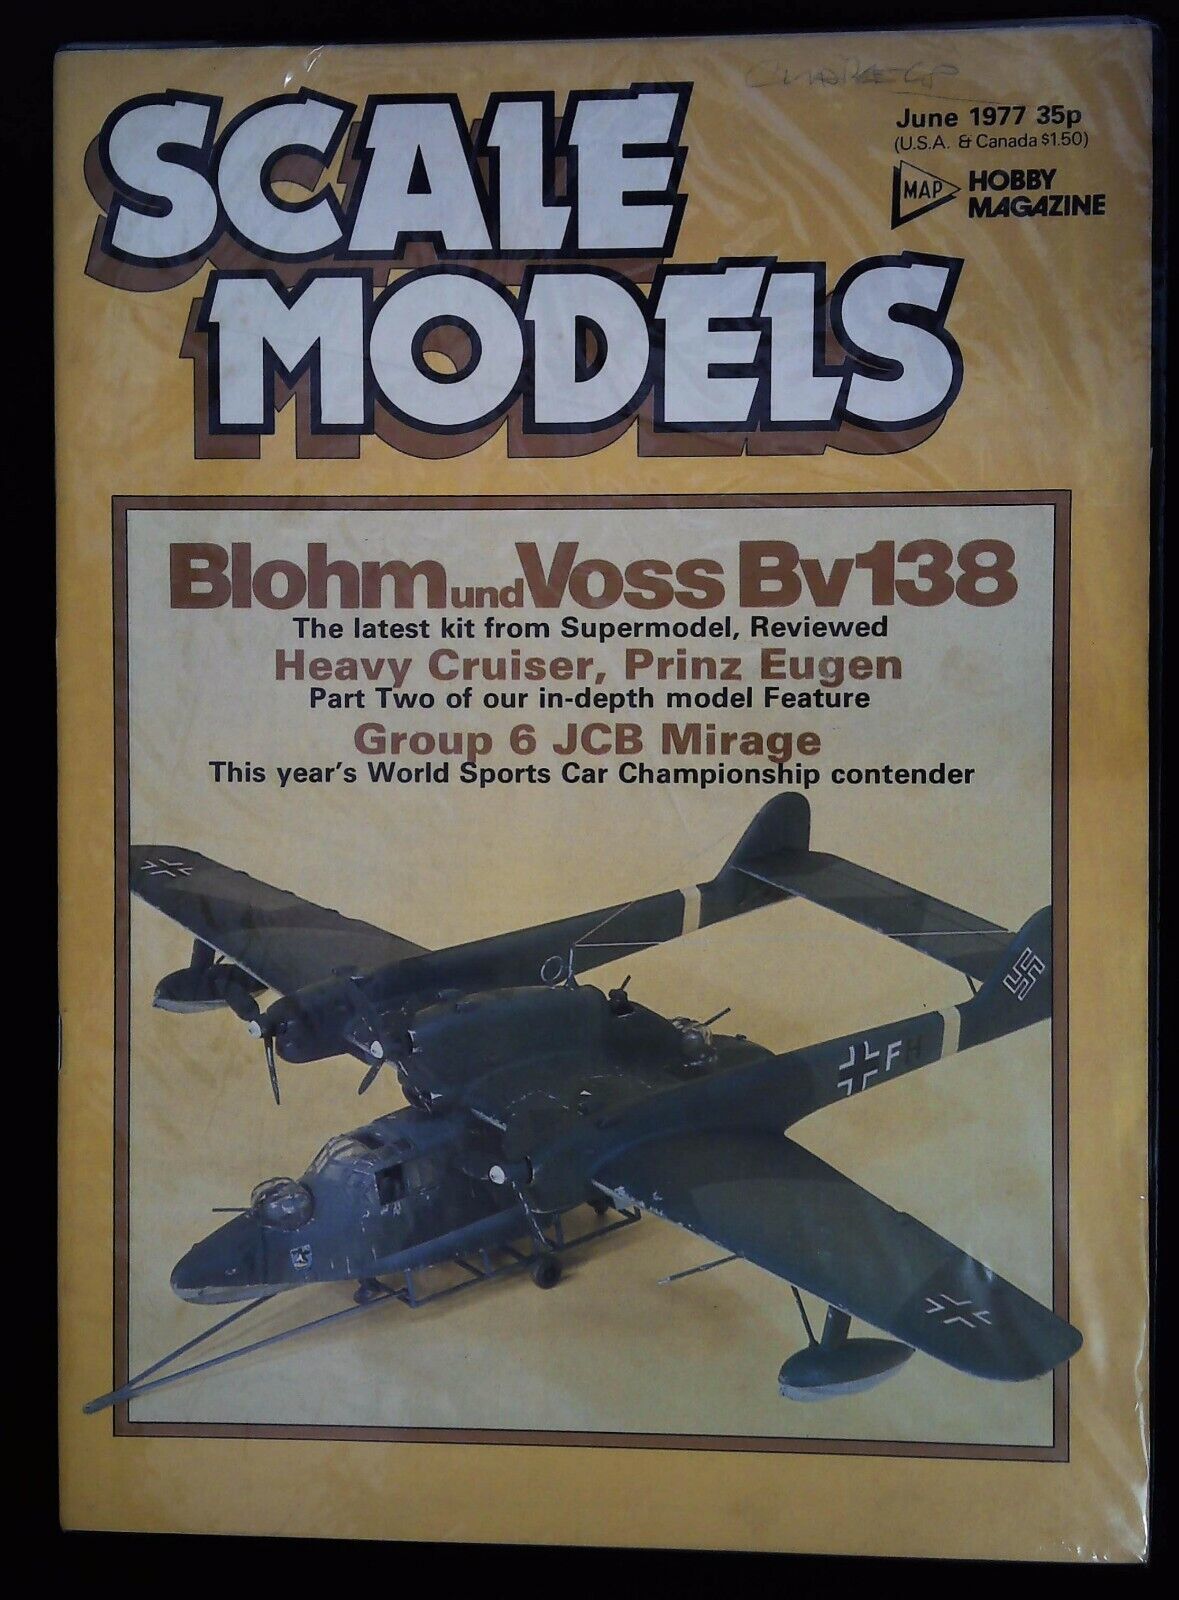 June 1977 35p
(U.S.A. & Canada $1.50)
MAP HOBBY
MAGAZINE
SCALE
MODELS
Blohm und Voss Bv138
The latest kit from Supermodel, Reviewed
Heavy Cruiser, Prinz Eugen
Part Two of our in-depth model Feature
Group 6 JCB Mirage
This year's World Sports Car Championship contender
FH